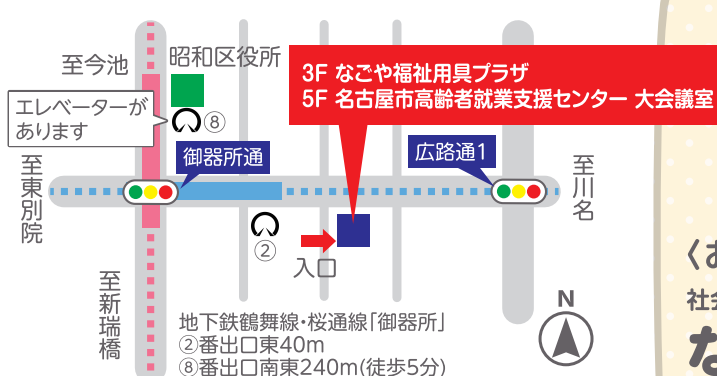 至今池
昭和区役所
3F なごや福祉用具プラザ
5F 名古屋市高齢者就業支援センター 大会議室
エレベーターが
あります
⑧
御器所通
広路通1
至東別院
至川名
②
入口
至新瑞橋
N
地下鉄鶴舞線・桜通線「御器所」
②番出口東40m
⑧番出口南東240m(徒歩5分)
〈お
社会
な